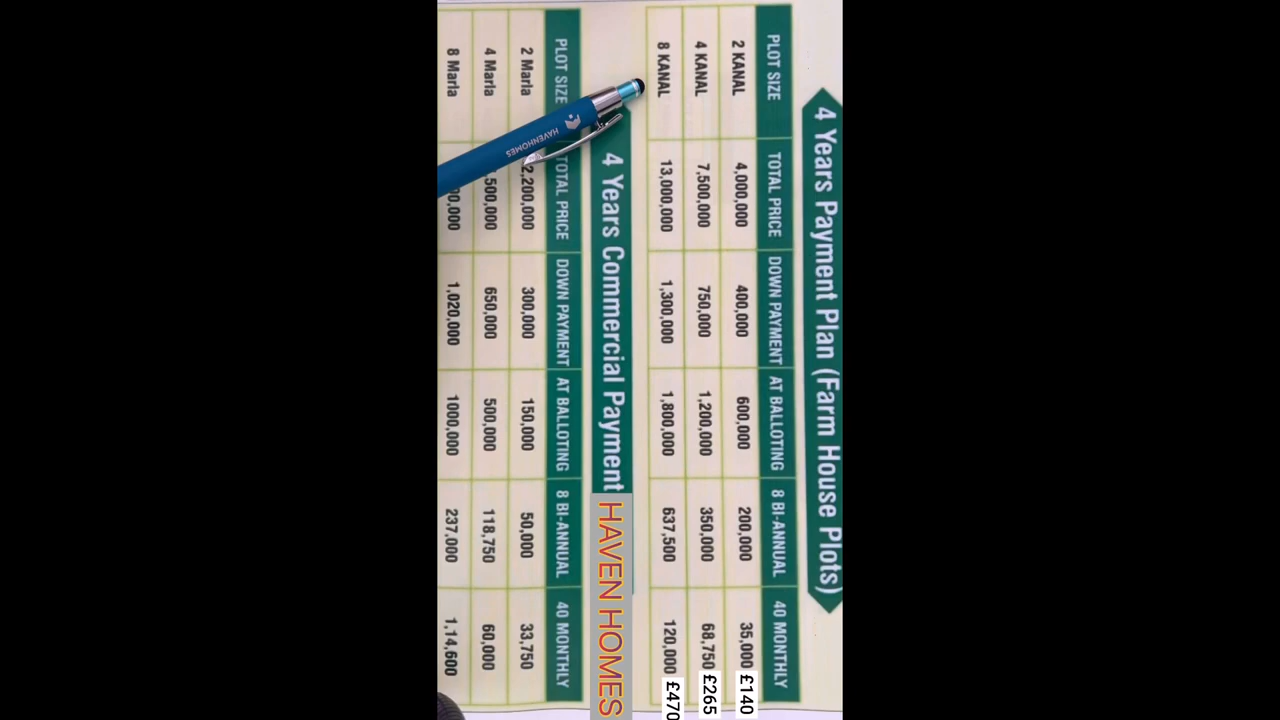 4 Years Payment Plan (Farm House Plots)
PLOT SIZE TOTAL PRICE DOWN PAYMENT AT BALLOTING 8 BI-ANNUAL 40 MONTHLY
2 KANAL 4,000,000 400,000 600,000 200,000 35,000 £140
4 KANAL 7,500,000 750,000 1,200,000 350,000 68,750 £265
8 KANAL 13,000,000 1,300,000 1,800,000 637,500 120,000 £470
4 Years Commercial Payment HAVEN HOMES
PLOT SIZE TOTAL PRICE DOWN PAYMENT AT BALLOTING 8 BI-ANNUAL 40 MONTHLY
2 Marla 2,200,000 300,000 150,000 50,000 33,750
4 Marla 500,000 650,000 500,000 118,750 60,000
8 Marla 1,020,000 1000,000 237,000 1,14,600
HAVENHOMES